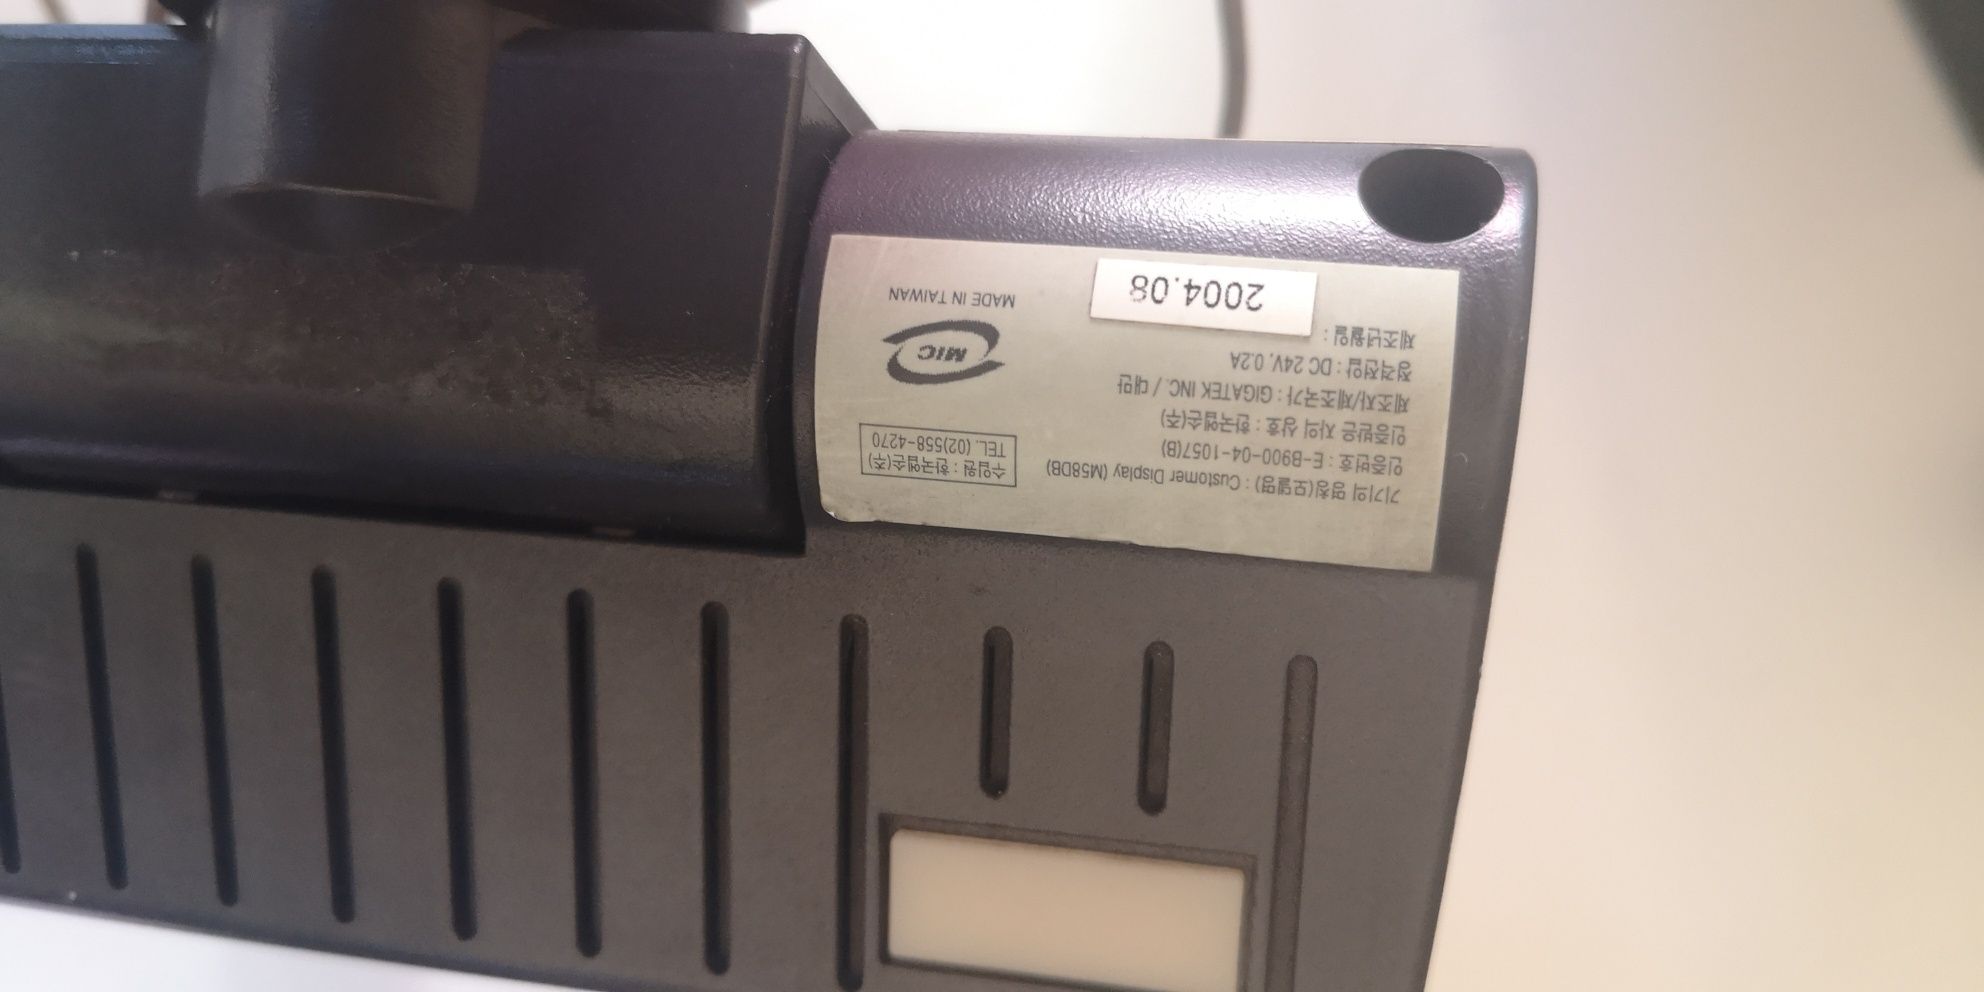 기기의 명칭(모델명) : Customer Display (M58DB)
인증번호 : E-B900-04-1057(B)
인증받은 자의 상호 : 한국엡손(주)
제조자/제조국가 : GIGATEK INC. / 대만
정격전압 : DC 24V, 0.2A
제조년월일 :
2004.08
수입원 : 한국엡손(주)
TEL. (02)558-4270
MIC
MADE IN TAIWAN